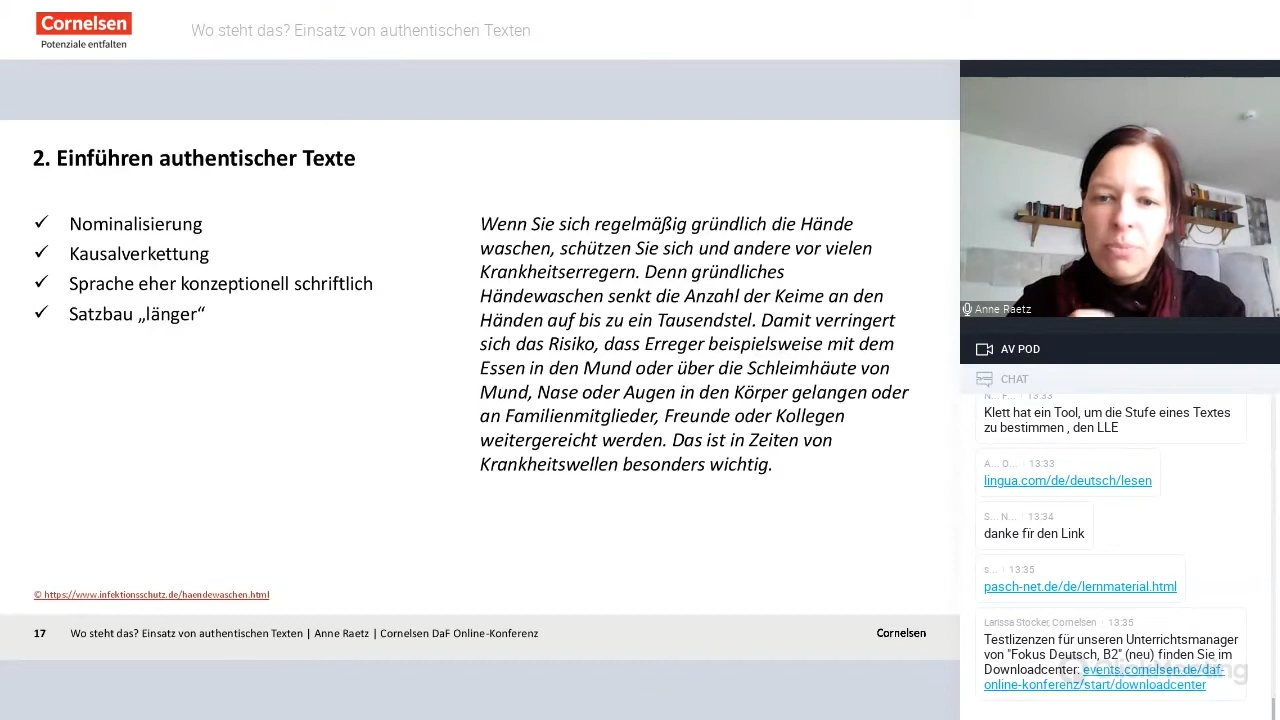 Cornelsen
Potenziale entfalten
Wo steht das? Einsatz von authentischen Texten
2. Einführen authentischer Texte
✓ Nominalisierung
✓ Kausalverkettung
✓ Sprache eher konzeptionell schriftlich
✓ Satzbau „länger“
Wenn Sie sich regelmäßig gründlich die Hände
waschen, schützen Sie sich und andere vor vielen
Krankheitserregern. Denn gründliches
Händewaschen senkt die Anzahl der Keime an den
Händen auf bis zu ein Tausendstel. Damit verringert
sich das Risiko, dass Erreger beispielsweise mit dem
Essen in den Mund oder über die Schleimhäute von
Mund, Nase oder Augen in den Körper gelangen oder
an Familienmitglieder, Freunde oder Kollegen
weitergereicht werden. Das ist in Zeiten von
Krankheitswellen besonders wichtig.
© https://www.infektionsschutz.de/haendewaschen.html
17 Wo steht das? Einsatz von authentischen Texten | Anne Raetz | Cornelsen DaF Online-Konferenz
Cornelsen
Anne Raetz
AV POD
CHAT
N... F... 13:33
Klett hat ein Tool, um die Stufe eines Textes
zu bestimmen , den LLE
A....O... 13:33
lingua.com/de/deutsch/lesen
S... N... 13:34
danke fïr den Link
s... 13:35
pasch-net.de/de/lernmaterial.html
Larissa Stocker, Cornelsen 13:35
Testlizenzen für unseren Unterrichtsmanager
von "Fokus Deutsch, B2" (neu) finden Sie im
Downloadcenter: events.cornelsen.de/daf-
online-konferenz/start/downloadcenter
ClickMeeting